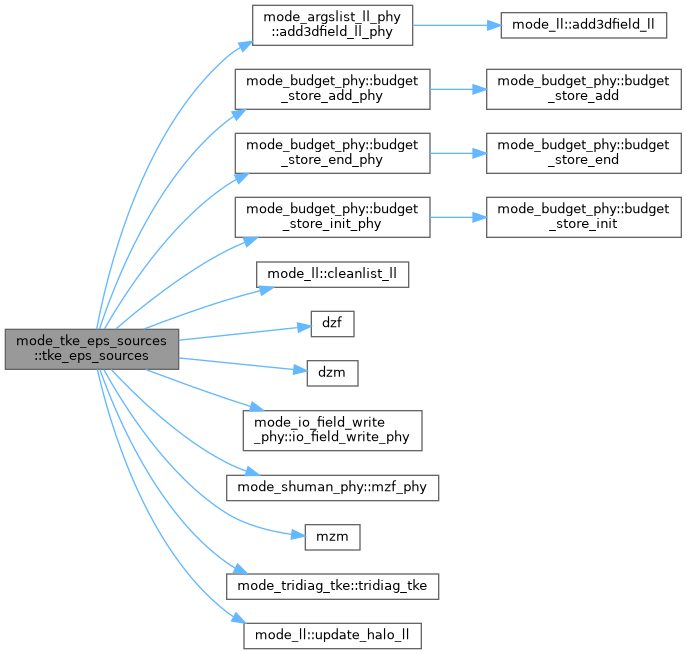 mode_tke_eps_sources
::tke_eps_sources
mode_argslist_ll_phy
::add3dfield_ll_phy
mode_ll::add3dfield_ll
mode_budget_phy::budget
_store_add_phy
mode_budget_phy::budget
_store_add
mode_budget_phy::budget
_store_end_phy
mode_budget_phy::budget
_store_end
mode_budget_phy::budget
_store_init_phy
mode_budget_phy::budget
_store_init
mode_ll::cleanlist_ll
dzf
dzm
mode_io_field_write
_phy::io_field_write_phy
mode_shuman_phy::mzf_phy
mzm
mode_tridiag_tke::tridiag_tke
mode_ll::update_halo_ll